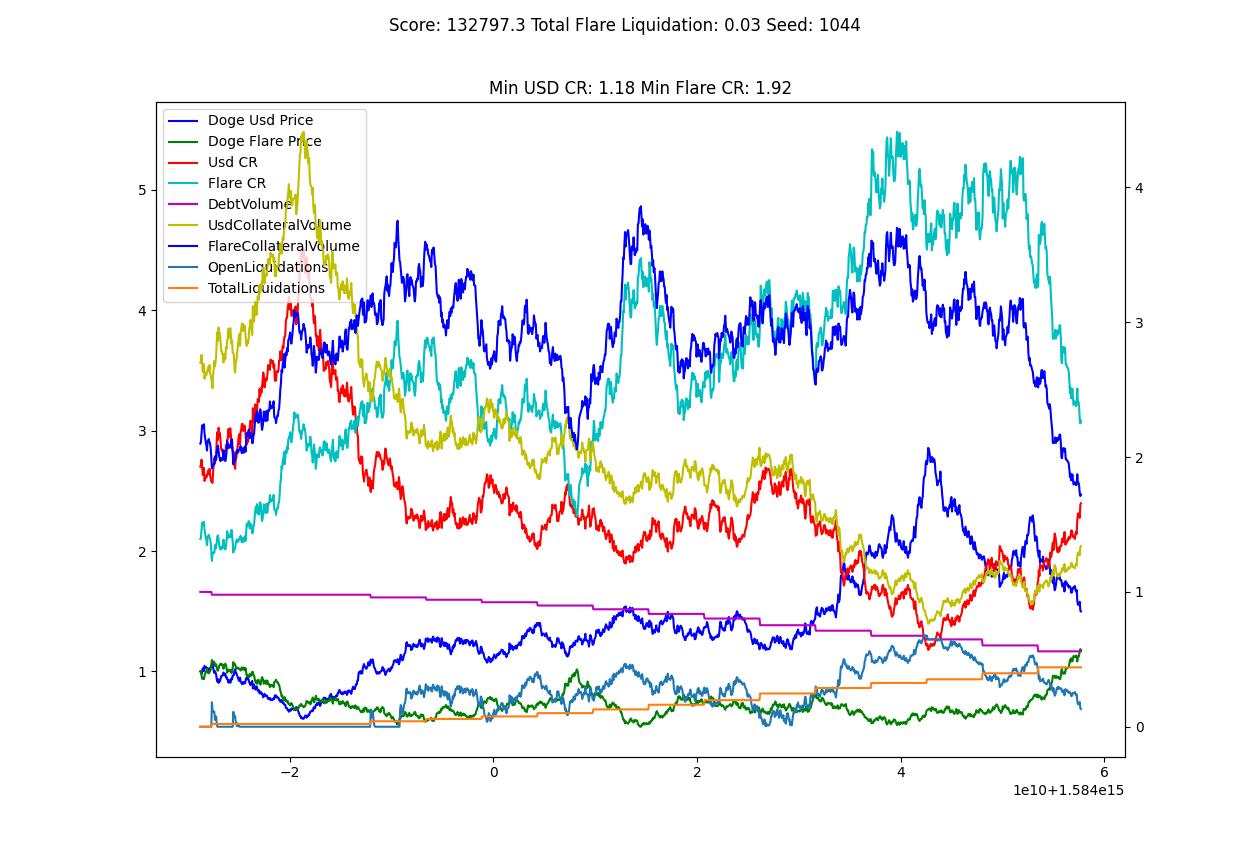 Score: 132797.3 Total Flare Liquidation: 0.03 Seed: 1044
Min USD CR: 1.18 Min Flare CR: 1.92
Doge Usd Price
Doge Flare Price
Usd CR
Flare CR
DebtVolume
UsdCollateralVolume
FlareCollateralVolume
OpenLiquidations
TotalLiquidations
5
4
3
2
1
4
3
2
1
0
−2
0
2
4
6
1e10+1.584e15